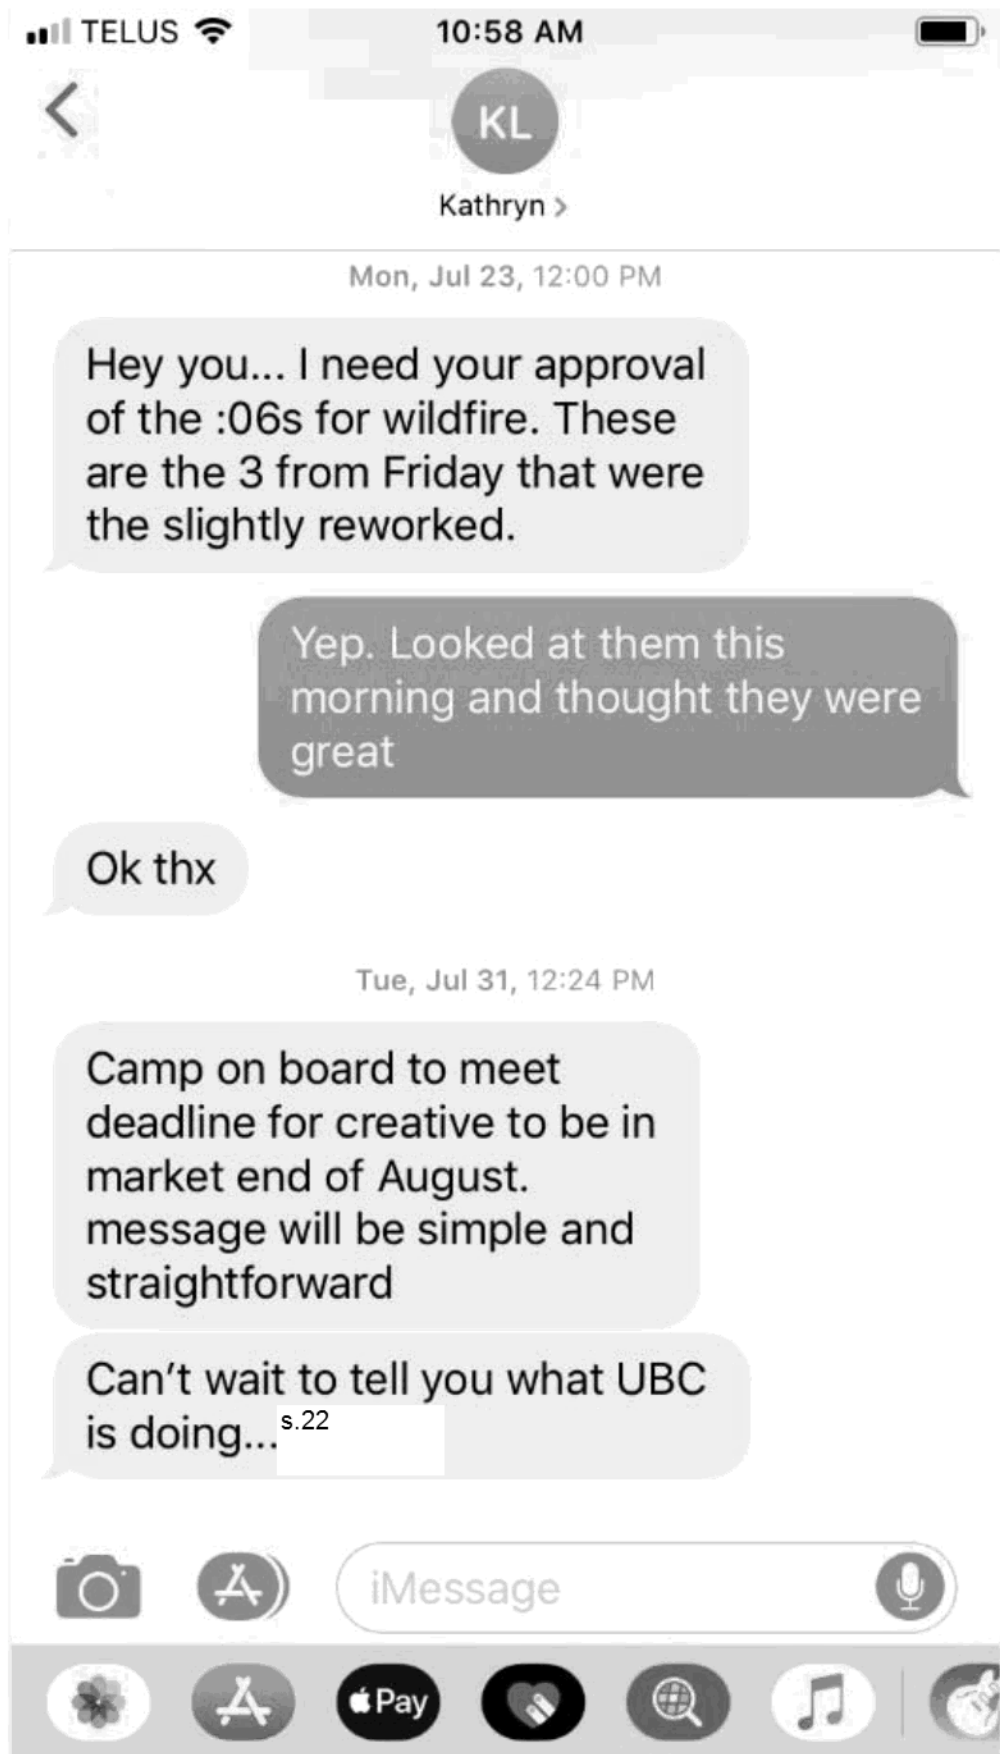 TELUS 10:58 AM
KL
Kathryn >
Mon, Jul 23, 12:00 PM
Hey you... I need your approval
of the :06s for wildfire. These
are the 3 from Friday that were
the slightly reworked.
Yep. Looked at them this
morning and thought they were
great
Ok thx
Tue, Jul 31, 12:24 PM
Camp on board to meet
deadline for creative to be in
market end of August.
message will be simple and
straightforward
Can't wait to tell you what UBC
is doing... s.22
iMessage
Pay